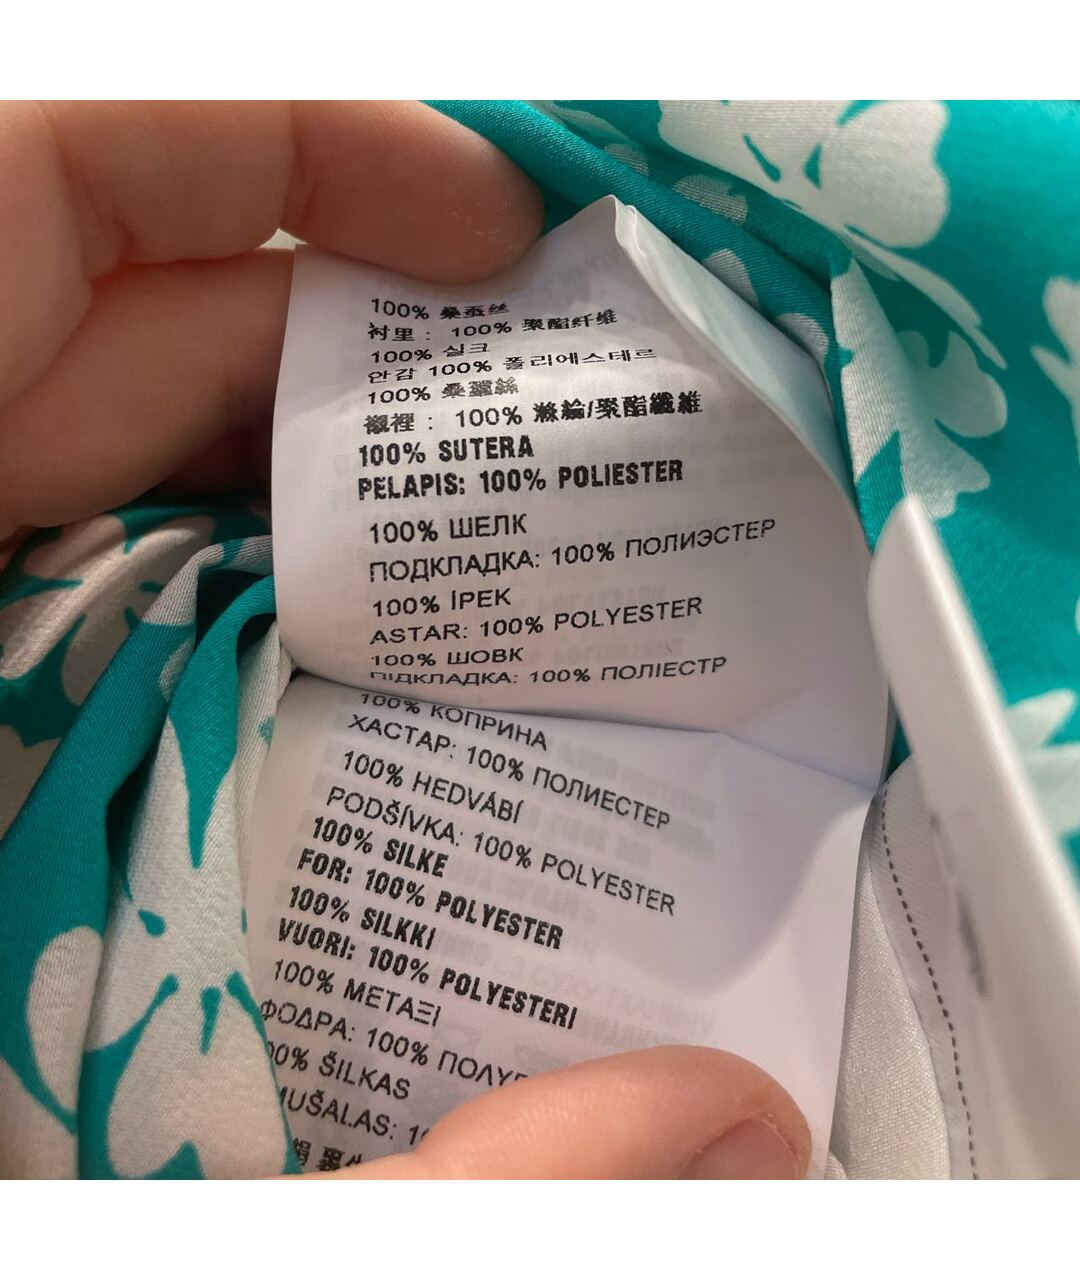 100% 桑蚕丝
衬里： 100% 聚酯纤维
100% 실크
안감 100% 폴리에스테르
100% 桑蠶絲
襯裡： 100% 滌綸/聚酯纖維
100% SUTERA
PELAPIS: 100% POLIESTER
100% ШЕЛК
ПОДКЛАДКА: 100% ПОЛИЭСТЕР
100% İPEK
ASTAR: 100% POLYESTER
100% ШОВК
ПІДКЛАДКА: 100% ПОЛІЕСТР
100% КОПРИНА
ХАСТАР: 100% ПОЛИЕСТЕР
100% HEDVÁBÍ
PODŠÍVKA: 100% POLYESTER
100% SILKE
FOR: 100% POLYESTER
100% SILKKI
VUORI: 100% POLYESTERI
100% ΜΕΤΑΞΙ
ΦΟΔΡΑ: 100%
ŠILKAS